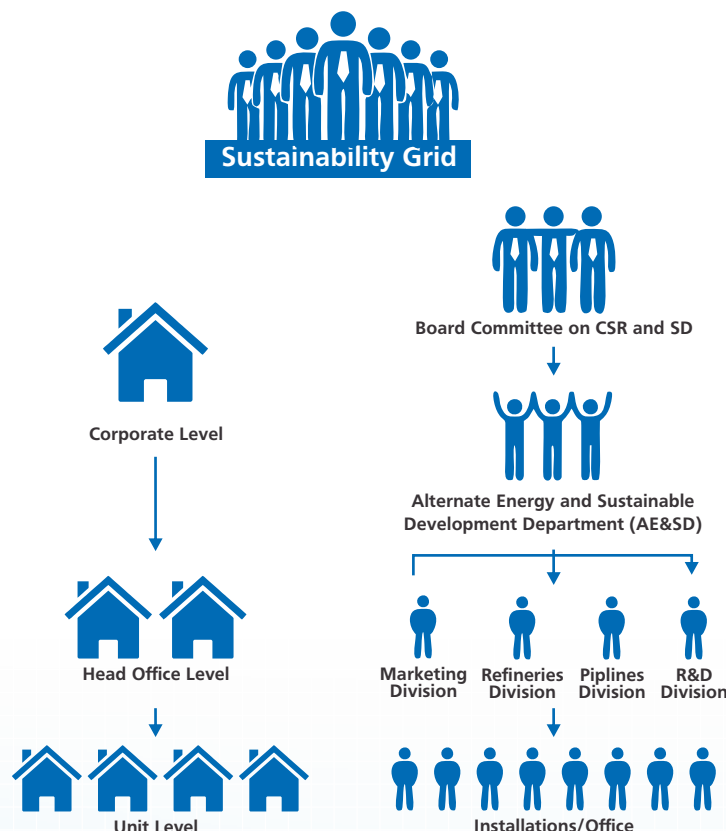 Sustainability Grid
Board Committee on CSR and SD
Corporate Level
Alternate Energy and Sustainable
Development Department (AE&SD)
Head Office Level
Marketing
Division
Refineries
Division
Piplines
Division
R&D
Division
Unit Level
Installations/Office